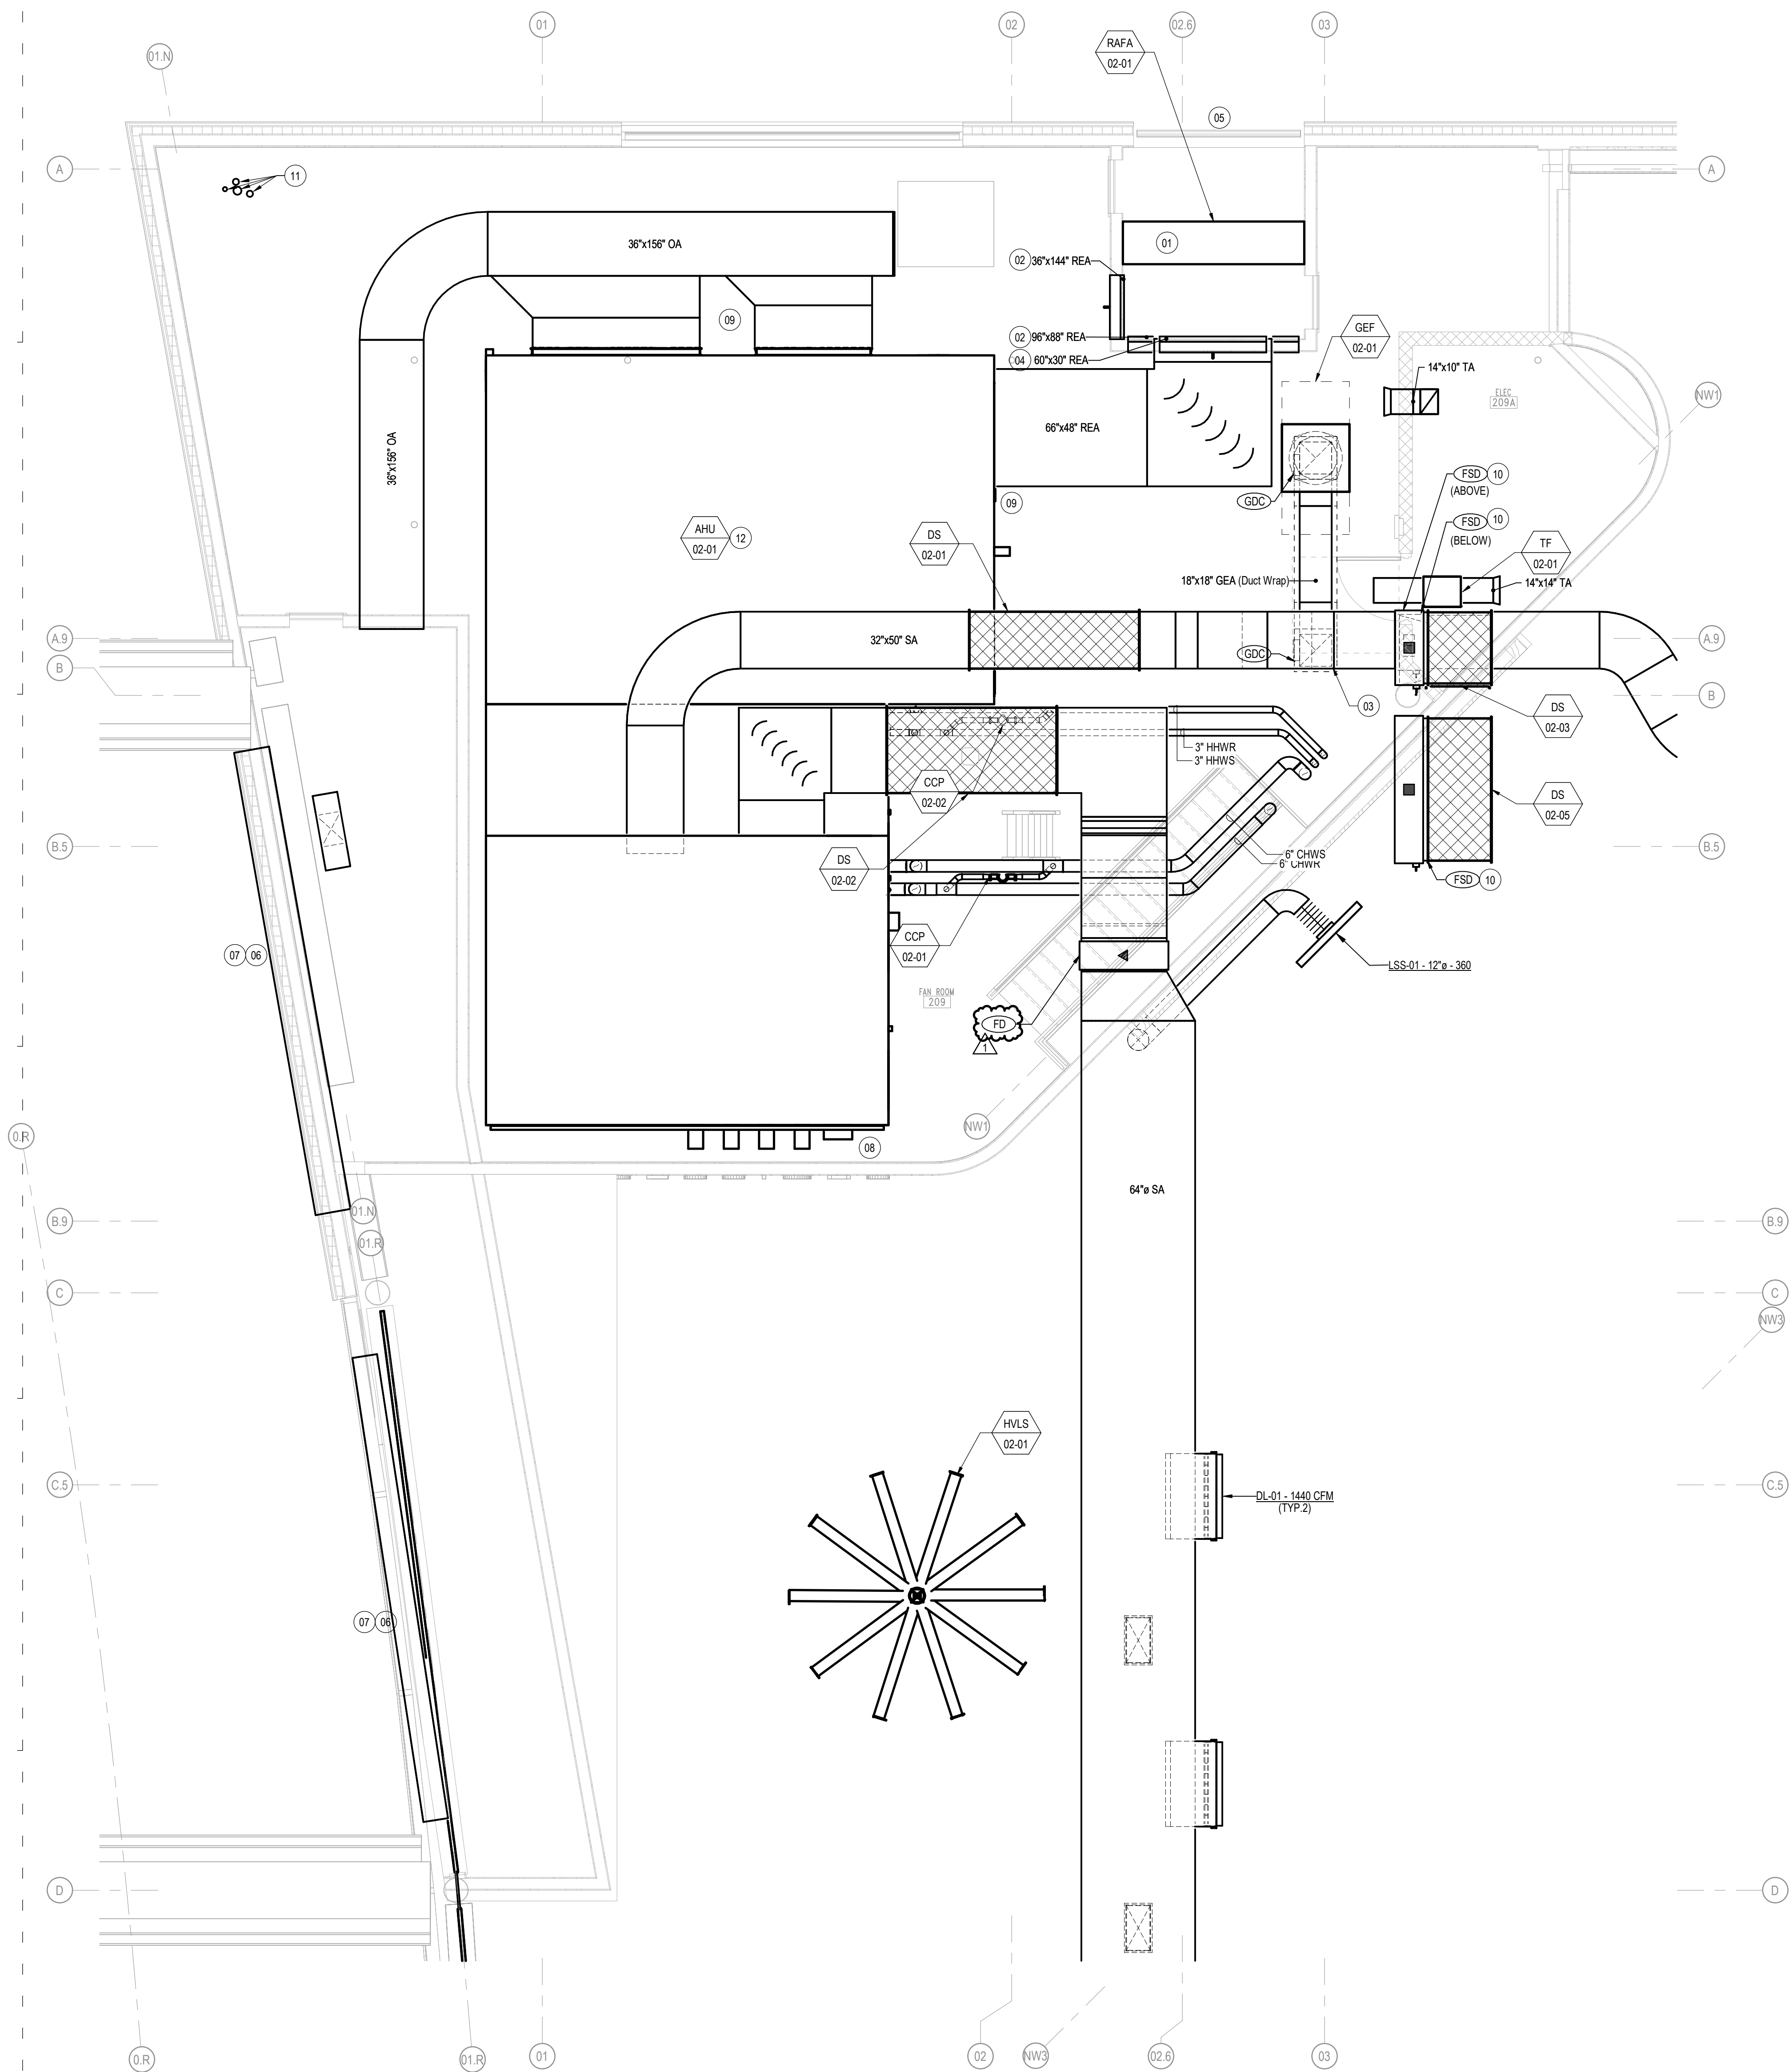 01
02
02.6
03
01.N
RAFA
02-01
05
A
A
11
36"x156" OA
01
02 36"x144" REA
09
02 96"x88" REA
04 60"x30" REA
GEF
02-01
14"x10" TA
ELEC
209A
NW1
36"x156" OA
66"x48" REA
FSD 10
(ABOVE)
GDC
09
FSD 10
(BELOW)
AHU
02-01
12
DS
02-01
TF
02-01
18"x18" GEA (Duct Wrap)
14"x14" TA
A.9
32"x50" SA
GDC
A.9
B
B
03
DS
02-03
3" HHWR
3" HHWS
CCP
02-02
DS
02-05
B.5
B.5
DS
02-02
6" CHWS
6" CHWR
FSD 10
CCP
02-01
07 06
LSS-01 - 12"ø - 360
FAN ROOM
209
FD
1
NW1
0.R
08
64"ø SA
01.N
B.9
B.9
01.R
C
C
NW3
HVLS
02-01
C.5
C.5
DL-01 - 1440 CFM
(TYP.2)
07 06
D
D
0.R
01.R
01
02
NW3
02.6
03